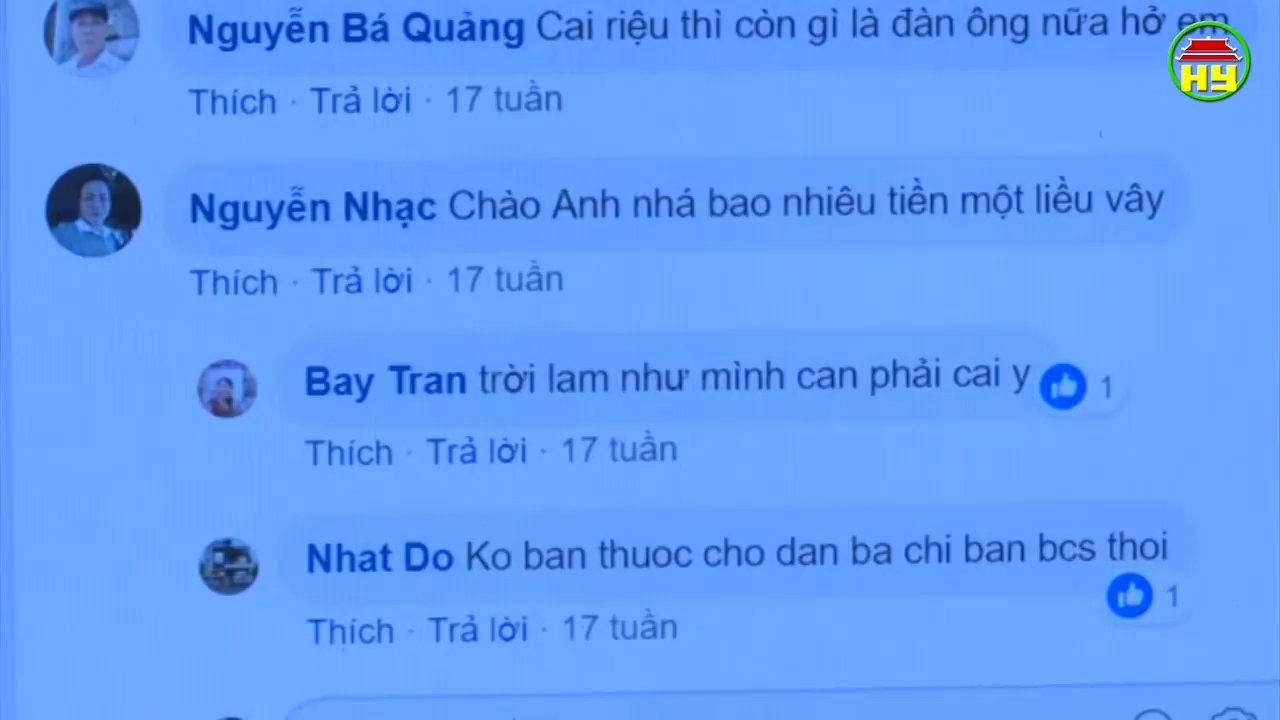 Nguyễn Bá Quảng Cai riệu thì còn gì là đàn ông nữa hở em
HY
Thích · Trả lời · 17 tuần
Nguyễn Nhạc Chào Anh nhá bao nhiêu tiền một liều vây
Thích · Trả lời · 17 tuần
Bay Tran trời lam như mình can phải cai y
1
Thích · Trả lời · 17 tuần
Nhat Do Ko ban thuoc cho dan ba chi ban bcs thoi
1
Thích · Trả lời · 17 tuần